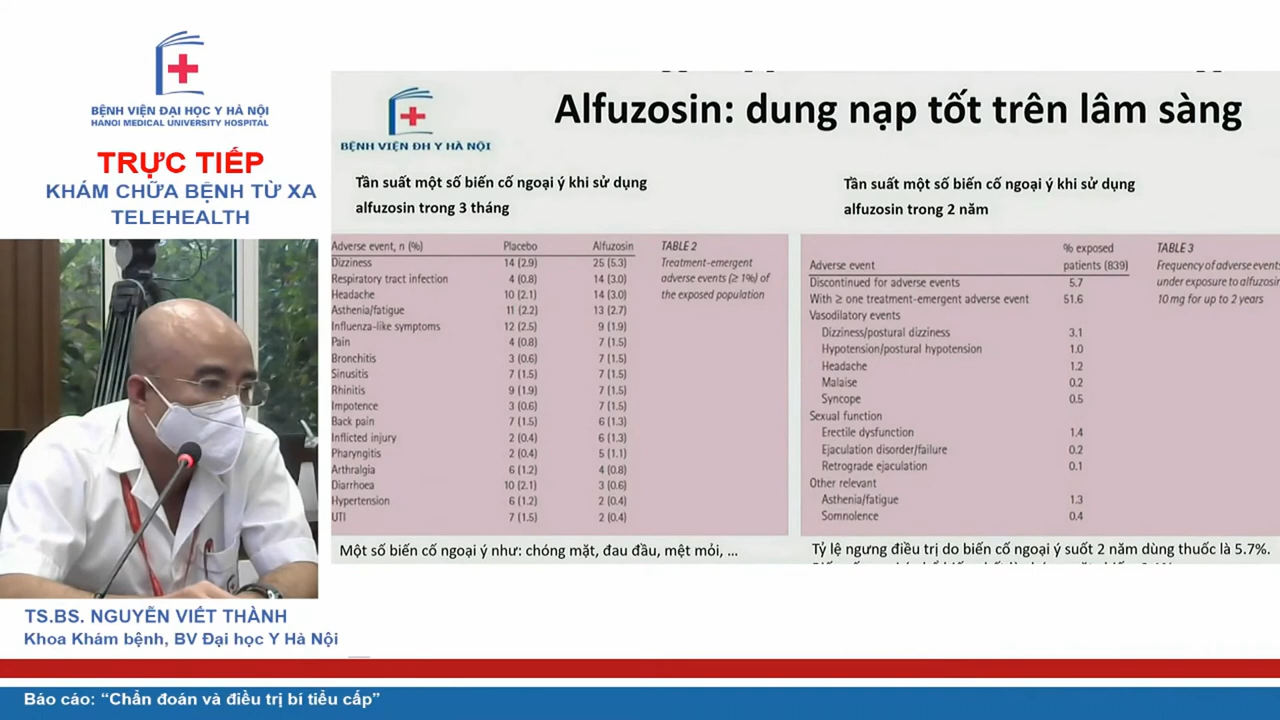 BỆNH VIỆN ĐẠI HỌC Y HÀ NỘI
HANOI MEDICAL UNIVERSITY HOSPITAL
TRỰC TIẾP
KHÁM CHỮA BỆNH TỪ XA
TELEHEALTH
TS.BS. NGUYỄN VIẾT THÀNH
Khoa Khám bệnh, BV Đại học Y Hà Nội
BỆNH VIỆN ĐH Y HÀ NỘI
Alfuzosin: dung nạp tốt trên lâm sàng
Tần suất một số biến cố ngoại ý khi sử dụng
alfuzosin trong 3 tháng
Adverse event, n (%) Placebo Alfuzosin
Dizziness 14 (2.9) 25 (5.3)
Respiratory tract infection 4 (0.8) 14 (3.0)
Headache 10 (2.1) 14 (3.0)
Asthenia/fatigue 11 (2.2) 13 (2.7)
Influenza-like symptoms 12 (2.5) 9 (1.9)
Pain 4 (0.8) 7 (1.5)
Bronchitis 3 (0.6) 7 (1.5)
Sinusitis 7 (1.5) 7 (1.5)
Rhinitis 9 (1.9) 7 (1.5)
Impotence 3 (0.6) 7 (1.5)
Back pain 7 (1.5) 6 (1.3)
Inflicted injury 2 (0.4) 6 (1.3)
Pharyngitis 2 (0.4) 5 (1.1)
Arthralgia 6 (1.2) 4 (0.8)
Diarrhoea 10 (2.1) 3 (0.6)
Hypertension 6 (1.2) 2 (0.4)
UTI 7 (1.5) 2 (0.4)
TABLE 2
Treatment-emergent
adverse events (≥ 1%) of
the exposed population
Một số biến cố ngoại ý như: chóng mặt, đau đầu, mệt mỏi, ...
Tần suất một số biến cố ngoại ý khi sử dụng
alfuzosin trong 2 năm
% exposed
Adverse event patients (839)
Discontinued for adverse events 5.7
With ≥ one treatment-emergent adverse event 51.6
Vasodilatory events
Dizziness/postural dizziness 3.1
Hypotension/postural hypotension 1.0
Headache 1.2
Malaise 0.2
Syncope 0.5
Sexual function
Erectile dysfunction 1.4
Ejaculation disorder/failure 0.2
Retrograde ejaculation 0.1
Other relevant
Asthenia/fatigue 1.3
Somnolence 0.4
TABLE 3
Frequency of adverse events
under exposure to alfuzosin
10 mg for up to 2 years
Tỷ lệ ngưng điều trị do biến cố ngoại ý suốt 2 năm dùng thuốc là 5.7%.
Báo cáo: “Chẩn đoán và điều trị bí tiểu cấp”